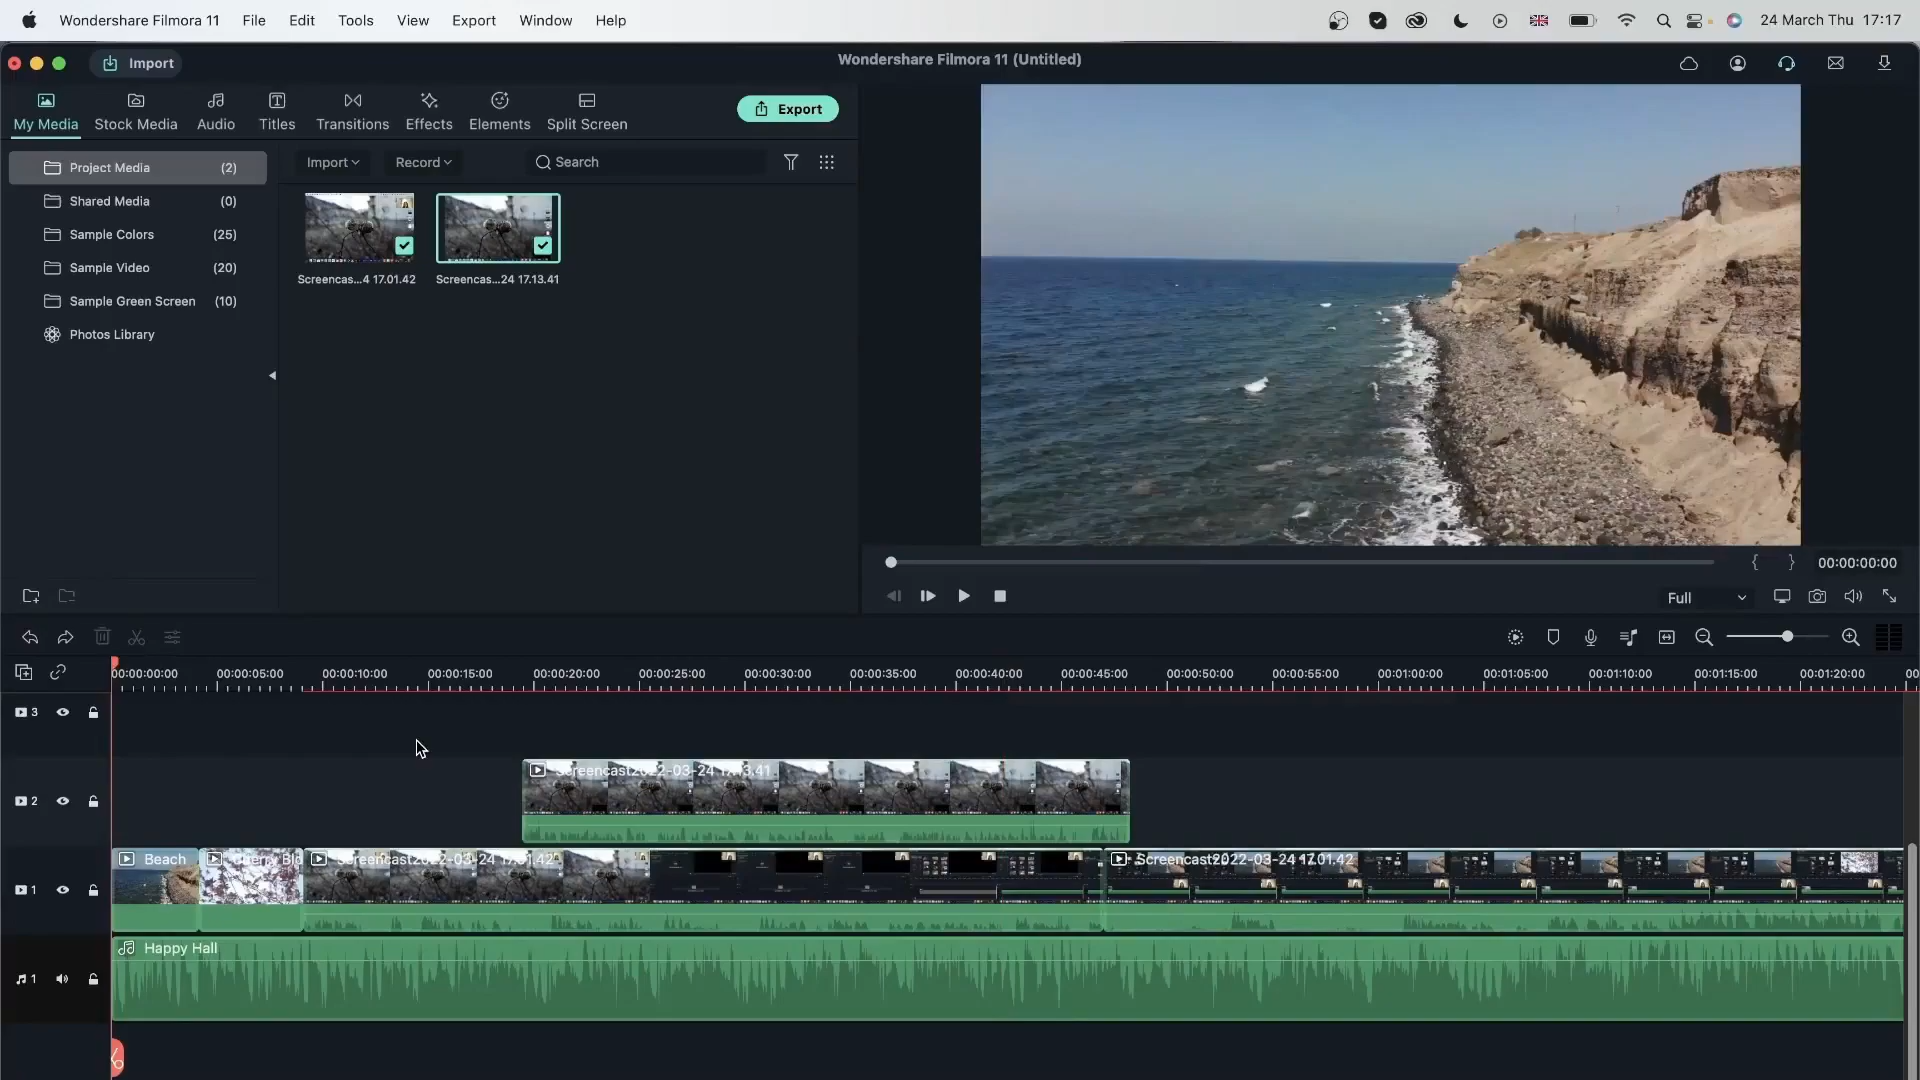 Wondershare Filmora 11 File Edit Tools View Export Window Help 24 March Thu 17:17
Import Wondershare Filmora 11 (Untitled)
My Media Stock Media Audio Titles Transitions Effects Elements Split Screen Export
Project Media (2) Import Record Search
Shared Media (0)
Sample Colors (25)
Sample Video (20)
Sample Green Screen (10)
Photos Library
Screencas...4 17.01.42 Screencas...24 17.13.41
00:00:00:00
Full
00:00:00:00 00:00:05:00 00:00:10:00 00:00:15:00 00:00:20:00 00:00:25:00 00:00:30:00 00:00:35:00 00:00:40:00 00:00:45:00 00:00:50:00 00:00:55:00 00:01:00:00 00:01:05:00 00:01:10:00 00:01:15:00 00:01:20:00 00
3
Screencast2022-03-24 17.13.41
2
Beach Cherry Blo Screencast2022-03-24 17.01.42 Screencast2022-03-24 17.01.42
1
Happy Hall
1